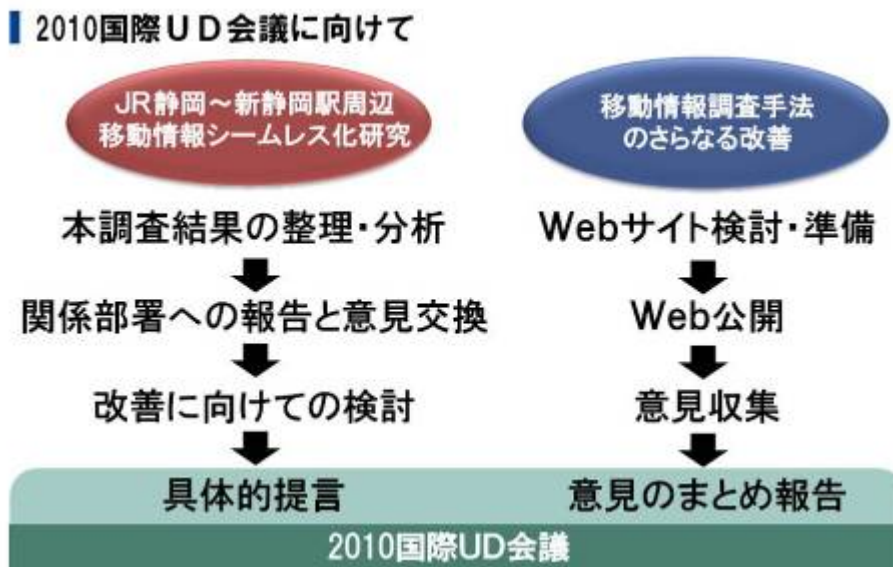 2010国際UD会議に向けて
JR静岡～新静岡駅周辺
移動情報シームレス化研究
本調査結果の整理・分析
関係部署への報告と意見交換
改善に向けての検討
具体的提言
移動情報調査手法
のさらなる改善
Webサイト検討・準備
Web公開
意見収集
意見のまとめ報告
2010国際UD会議